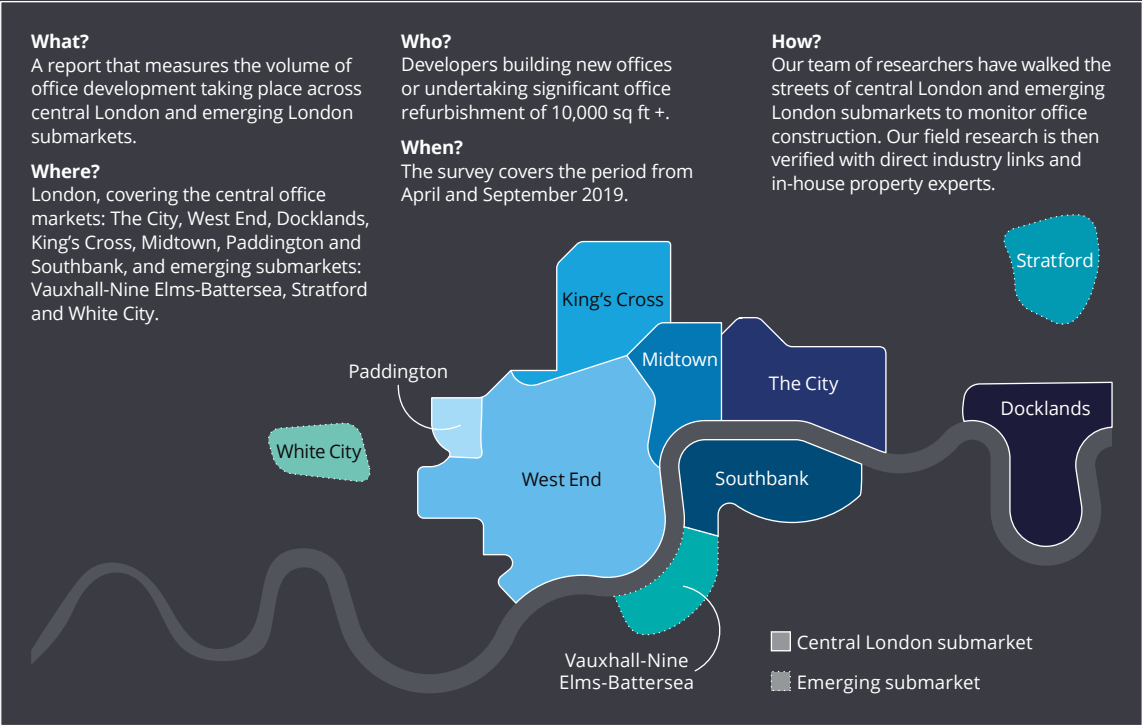 What?
A report that measures the volume of
office development taking place across
central London and emerging London
submarkets.
Where?
London, covering the central office
markets: The City, West End, Docklands,
King’s Cross, Midtown, Paddington and
Southbank, and emerging submarkets:
Vauxhall-Nine Elms-Battersea, Stratford
and White City.
Who?
Developers building new offices
or undertaking significant office
refurbishment of 10,000 sq ft +.
When?
The survey covers the period from
April and September 2019.
How?
Our team of researchers have walked the
streets of central London and emerging
London submarkets to monitor office
construction. Our field research is then
verified with direct industry links and
in-house property experts.
Stratford
King’s Cross
Midtown
Paddington
The City
Docklands
White City
West End
Southbank
Vauxhall-Nine
Elms-Battersea
Central London submarket
Emerging submarket